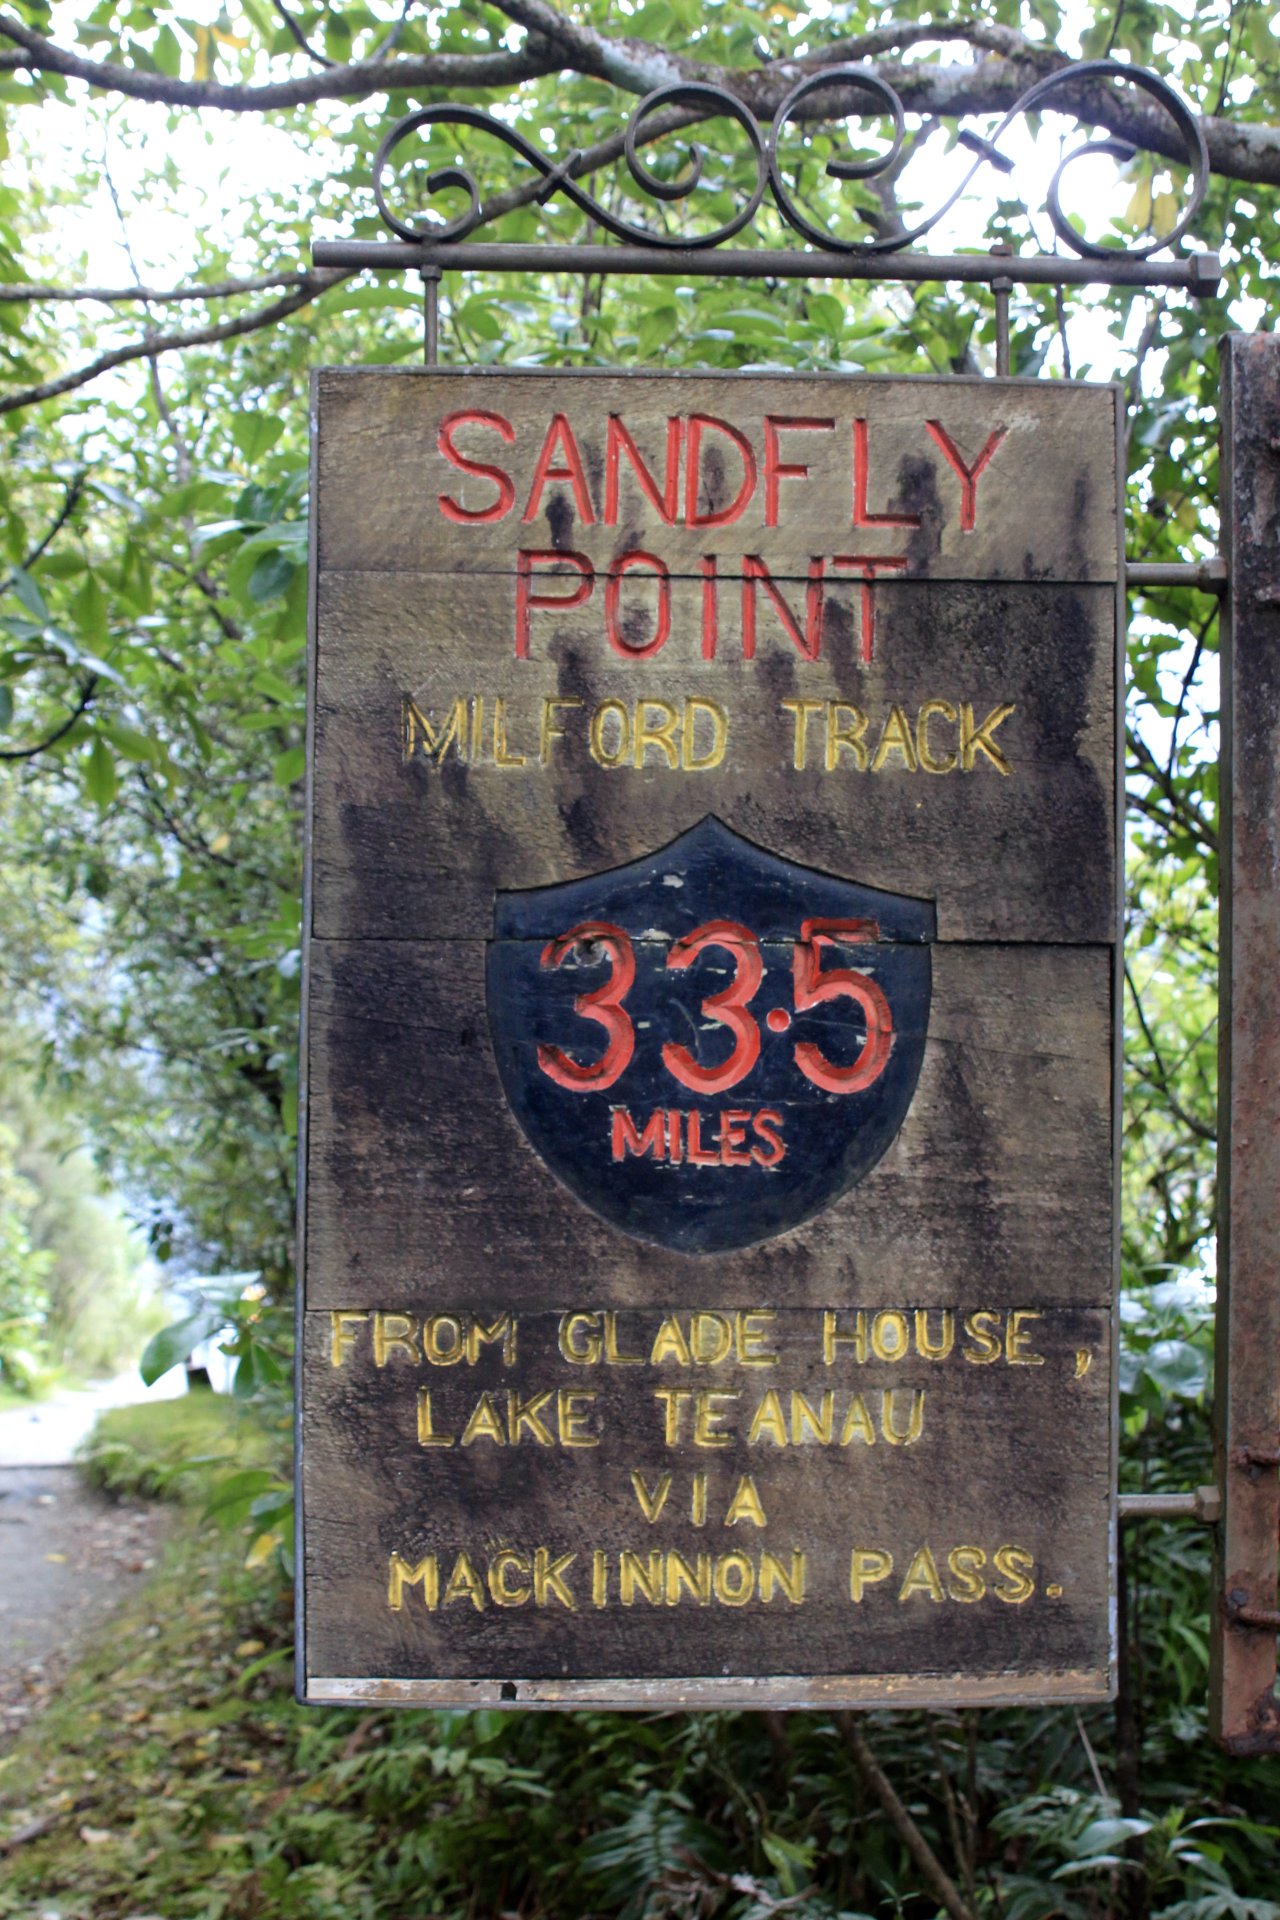 SANDFLY
POINT
MILFORD TRACK
33.5
MILES
FROM GLADE HOUSE,
LAKE TEANAU
VIA
MACKINNON PASS.